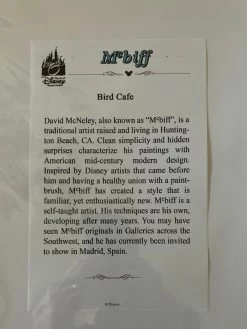 Disney
McBiff
Bird Cafe
David McNeley, also known as “McBiff”, is a
traditional artist raised and living in Hunting-
ton Beach, CA. Clean simplicity and hidden
surprises characterize his paintings with
American mid-century modern design.
Inspired by Disney artists that came before
him and having a healthy union with a paint-
brush, McBiff has created a style that is
familiar, yet enthusiastically new. McBiff is
a self-taught artist. His techniques are his own,
developing after many years. You may have
seen McBiff originals in Galleries across the
Southwest, and he has currently been invited
to show in Madrid, Spain.
© Disney